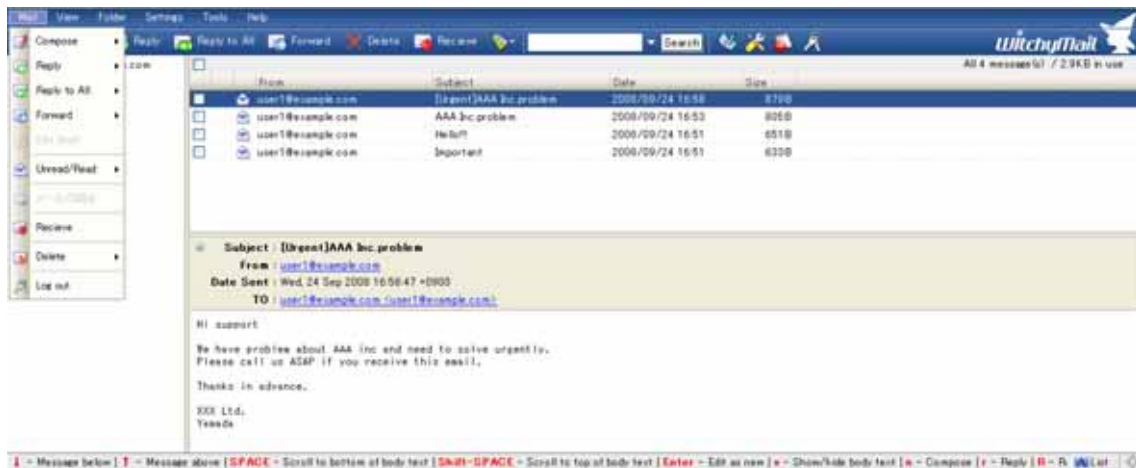 Mail View Folder Settings Tools Help
Reply Reply to All Forward Delete Recieve Search
WitchyMail
All 4 message(s) / 2.9KB in use
Compose
Reply
Reply to All
Forward
Unread/Read
Recieve
Delete
Log out
.com
From Subject Date Size
user1@example.com [Urgent]AAA Inc.problem 2008/09/24 16:58 879B
user1@example.com AAA Inc.problem 2008/09/24 16:53 805B
user1@example.com Hello!! 2008/09/24 16:51 651B
user1@example.com Important 2008/09/24 16:51 633B
Subject : [Urgent]AAA Inc.problem
From : user1@example.com
Date Sent : Wed, 24 Sep 2008 16:58:47 +0900
TO : user1@example.com (user1@example.com)
Hi support
We have problem about AAA inc and need to solve urgently.
Please call us ASAP if you receive this email.
Thanks in advance.
XXX Ltd.
Yamada
↓ - Message below | ↑ - Message above | SPACE - Scroll to bottom of body text | Shift-SPACE - Scroll to top of body text | Enter - Edit as new | - Show/hide body text | - Compose | r - Reply | R - R List